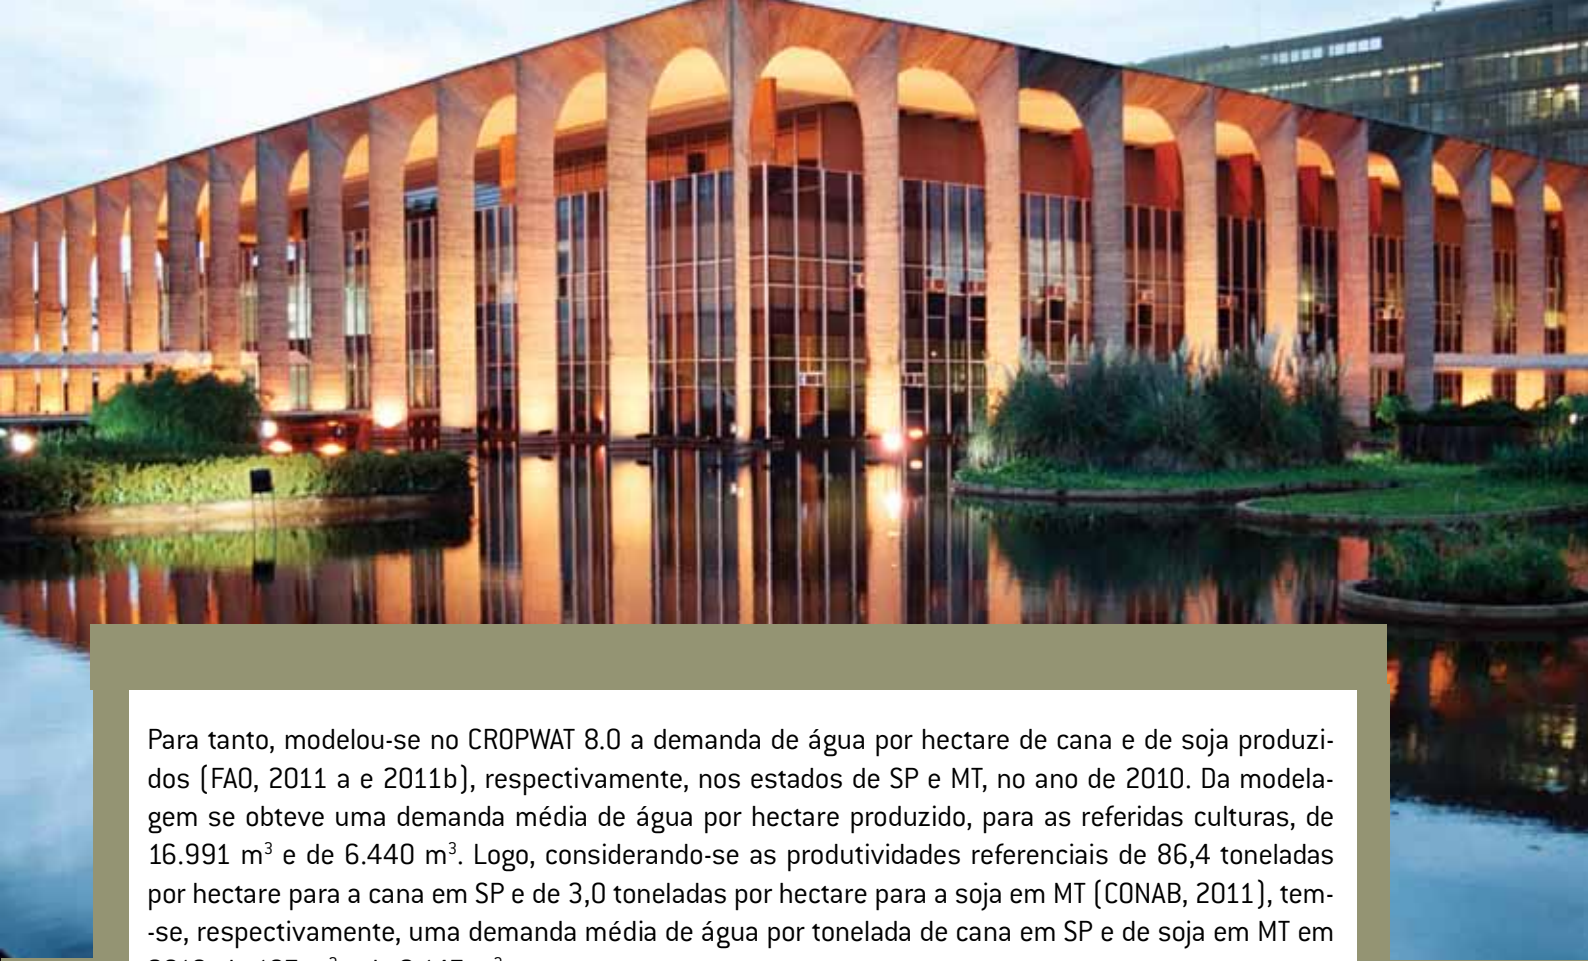 Para tanto, modelou-se no CROPWAT 8.0 a demanda de água por hectare de cana e de soja produzi-
dos (FAO, 2011 a e 2011b), respectivamente, nos estados de SP e MT, no ano de 2010. Da modela-
gem se obteve uma demanda média de água por hectare produzido, para as referidas culturas, de
16.991 m³ e de 6.440 m³. Logo, considerando-se as produtividades referenciais de 86,4 toneladas
por hectare para a cana em SP e de 3,0 toneladas por hectare para a soja em MT (CONAB, 2011), tem-
-se, respectivamente, uma demanda média de água por tonelada de cana em SP e de soja em MT em